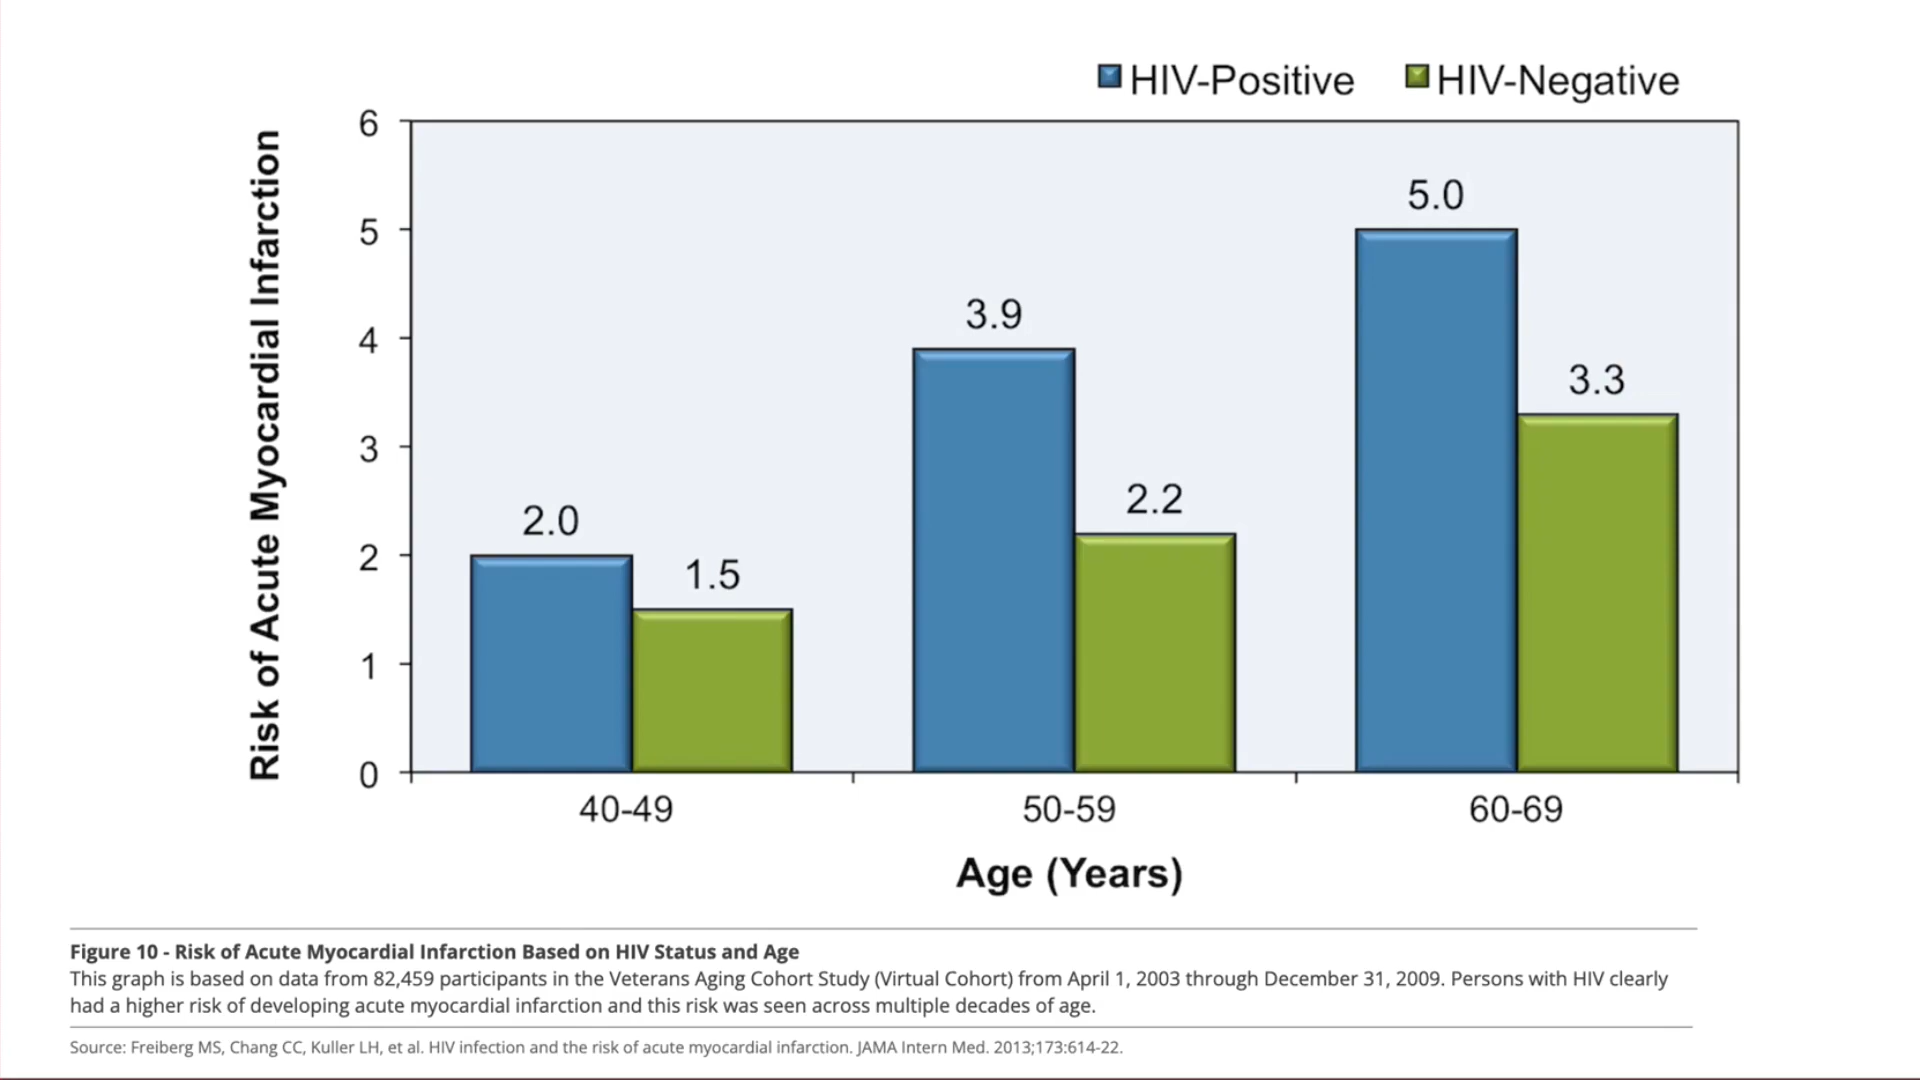 HIV-Positive HIV-Negative
Risk of Acute Myocardial Infarction
6
5
4
3
2
1
0
2.0
1.5
3.9
2.2
5.0
3.3
40-49 50-59 60-69
Age (Years)
Figure 10 - Risk of Acute Myocardial Infarction Based on HIV Status and Age
This graph is based on data from 82,459 participants in the Veterans Aging Cohort Study (Virtual Cohort) from April 1, 2003 through December 31, 2009. Persons with HIV clearly
had a higher risk of developing acute myocardial infarction and this risk was seen across multiple decades of age.
Source: Freiberg MS, Chang CC, Kuller LH, et al. HIV infection and the risk of acute myocardial infarction. JAMA Intern Med. 2013;173:614-22.